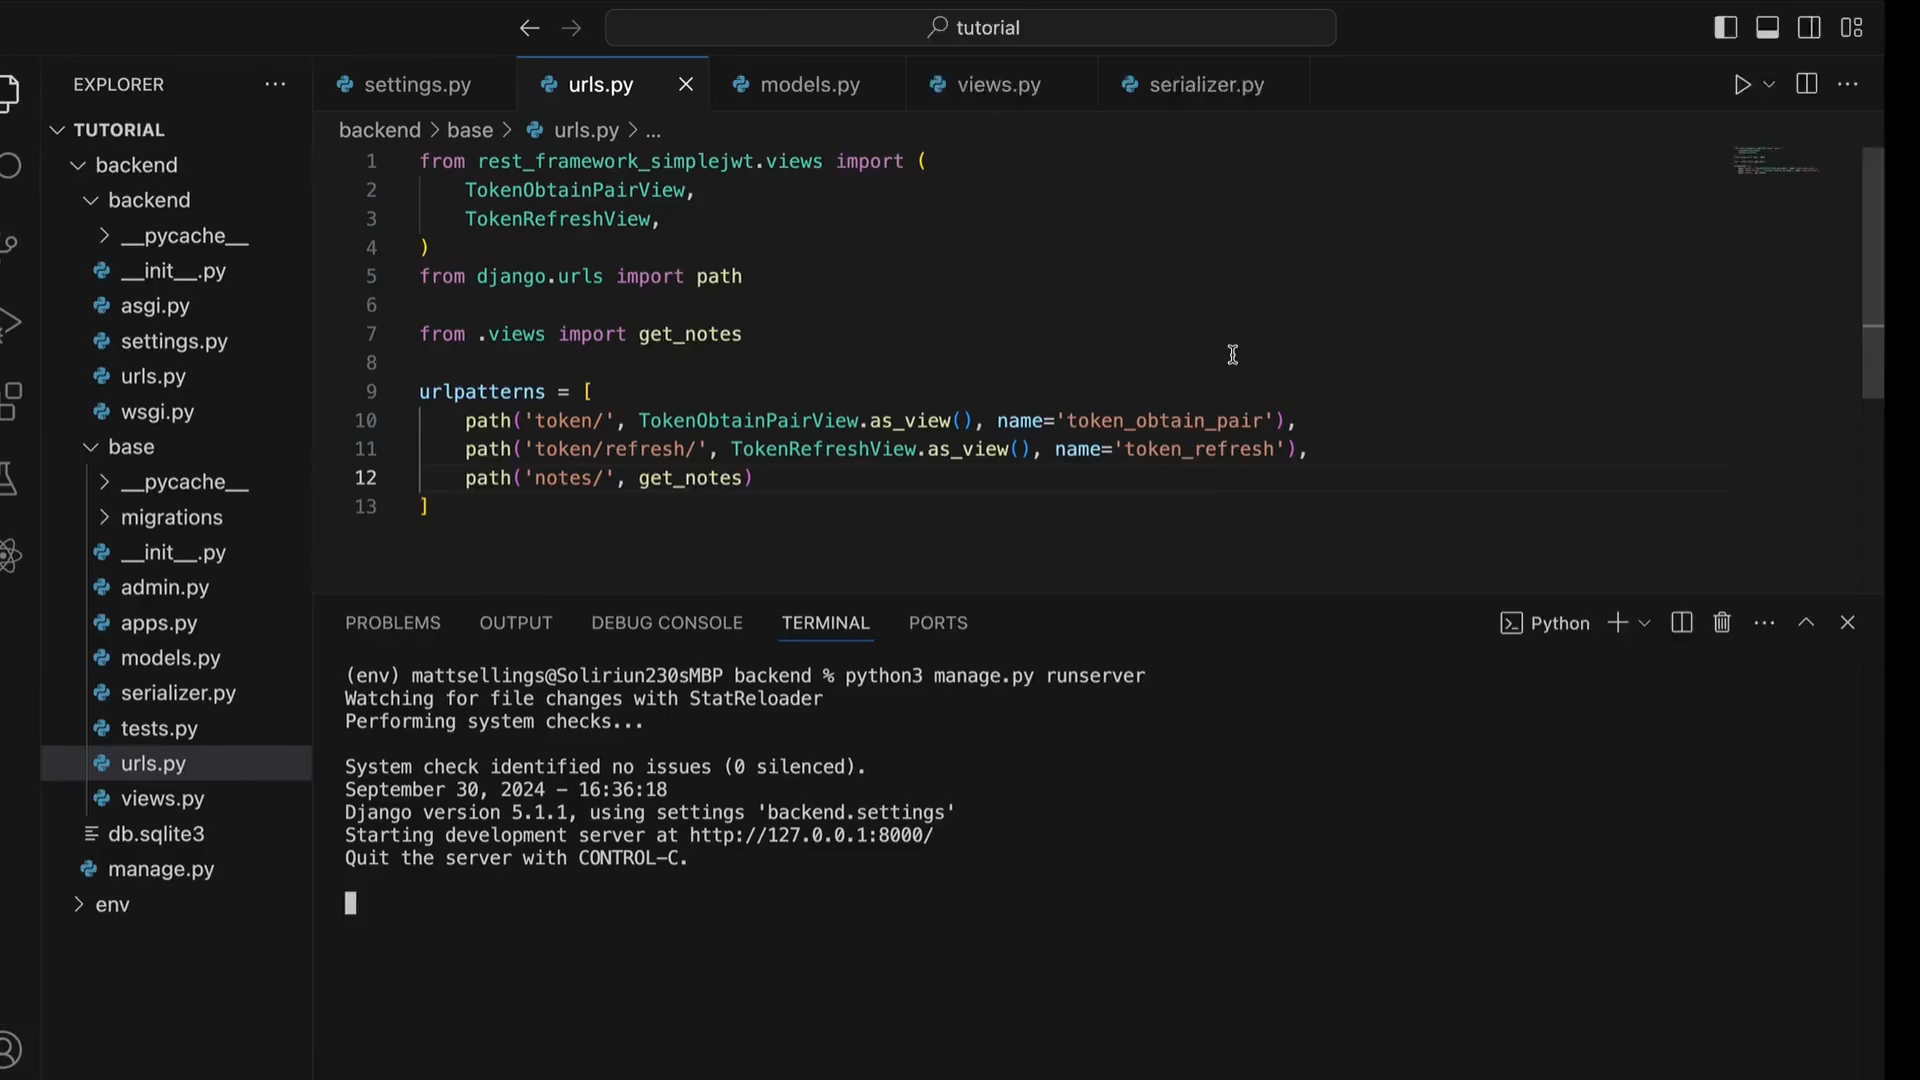 tutorial
EXPLORER
settings.py
urls.py
models.py
views.py
serializer.py
TUTORIAL
backend
backend
__pycache__
__init__.py
asgi.py
settings.py
urls.py
wsgi.py
base
__pycache__
migrations
__init__.py
admin.py
apps.py
models.py
serializer.py
tests.py
urls.py
views.py
db.sqlite3
manage.py
env
backend > base > urls.py > ...
1 from rest_framework_simplejwt.views import (
2 TokenObtainPairView,
3 TokenRefreshView,
4 )
5 from django.urls import path
6
7 from .views import get_notes
8
9 urlpatterns = [
10 path('token/', TokenObtainPairView.as_view(), name='token_obtain_pair'),
11 path('token/refresh/', TokenRefreshView.as_view(), name='token_refresh'),
12 path('notes/', get_notes)
13 ]
PROBLEMS OUTPUT DEBUG CONSOLE TERMINAL PORTS
Python
(env) mattsellings@Soliriun230sMBP backend % python3 manage.py runserver
Watching for file changes with StatReloader
Performing system checks...
System check identified no issues (0 silenced).
September 30, 2024 - 16:36:18
Django version 5.1.1, using settings 'backend.settings'
Starting development server at http://127.0.0.1:8000/
Quit the server with CONTROL-C.